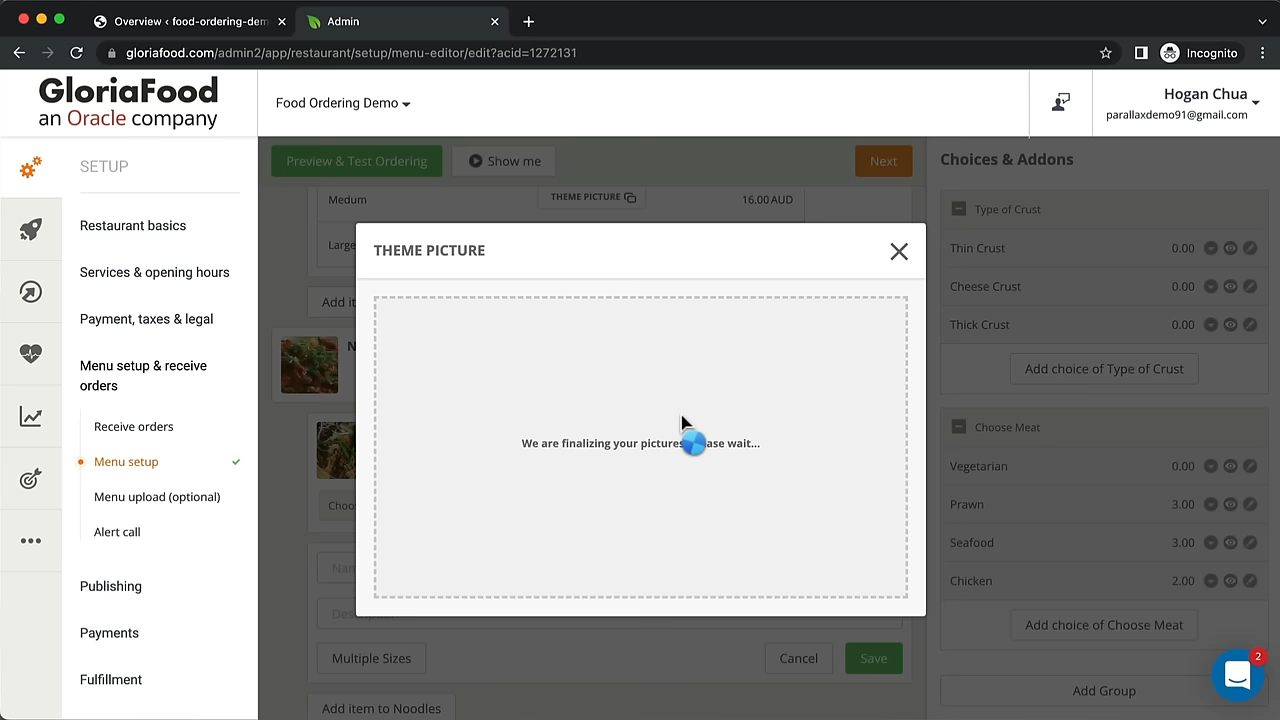 Overview ‹ food-ordering-dem
Admin
gloriafood.com/admin2/app/restaurant/setup/menu-editor/edit?acid=1272131
Incognito
GloriaFood
an Oracle company
Food Ordering Demo
Hogan Chua
parallaxdemo91@gmail.com
SETUP
Restaurant basics
Services & opening hours
Payment, taxes & legal
Menu setup & receive
orders
Receive orders
Menu setup
Menu upload (optional)
Alert call
Publishing
Payments
Fulfillment
Preview & Test Ordering
Show me
Next
Medum
THEME PICTURE
16.00 AUD
Large
Add it
N
Choo
THEME PICTURE
We are finalizing your pictures ase wait...
Multiple Sizes
Cancel
Save
Add item to Noodles
Choices & Addons
Type of Crust
Thin Crust 0.00
Cheese Crust 0.00
Thick Crust 0.00
Add choice of Type of Crust
Choose Meat
Vegetarian 0.00
Prawn 3.00
Seafood 3.00
Chicken 2.00
Add choice of Choose Meat
Add Group
2